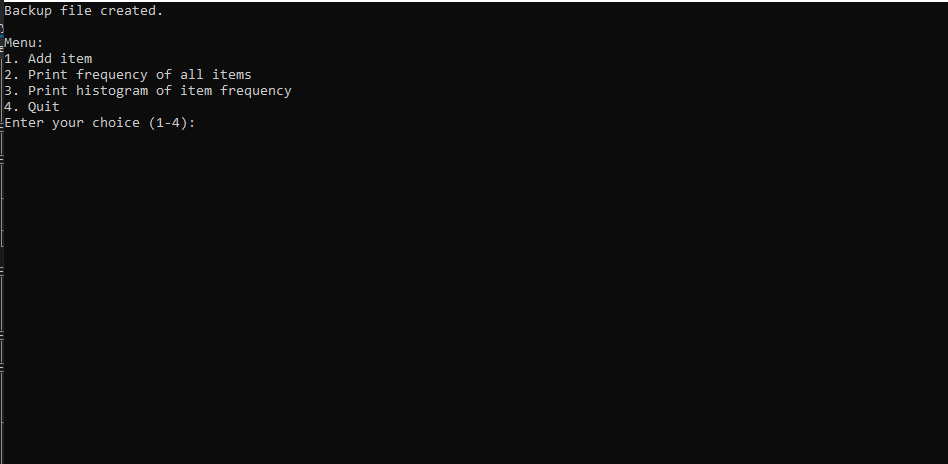 Backup file created.
Menu:
1. Add item
2. Print frequency of all items
3. Print histogram of item frequency
4. Quit
Enter your choice (1-4):